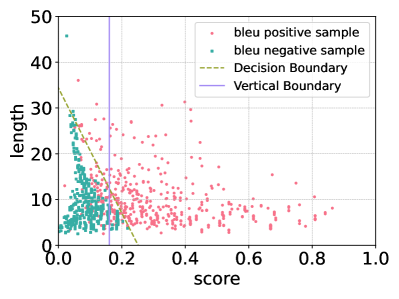 50
40
30
20
10
0
length
bleu positive sample
bleu negative sample
Decision Boundary
Vertical Boundary
0.0 0.2 0.4 0.6 0.8 1.0
score